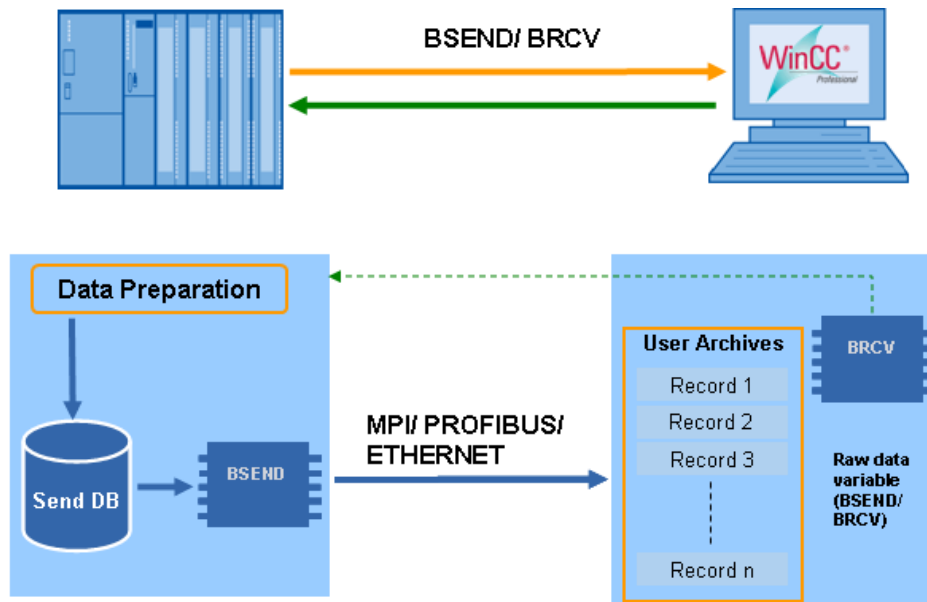 BSEND/ BRCV
WinCC®
Professional
Data Preparation
Send DB
BSEND
MPI/ PROFIBUS/
ETHERNET
User Archives
Record 1
Record 2
Record 3
Record n
BRCV
Raw data
variable
(BSEND/
BRCV)